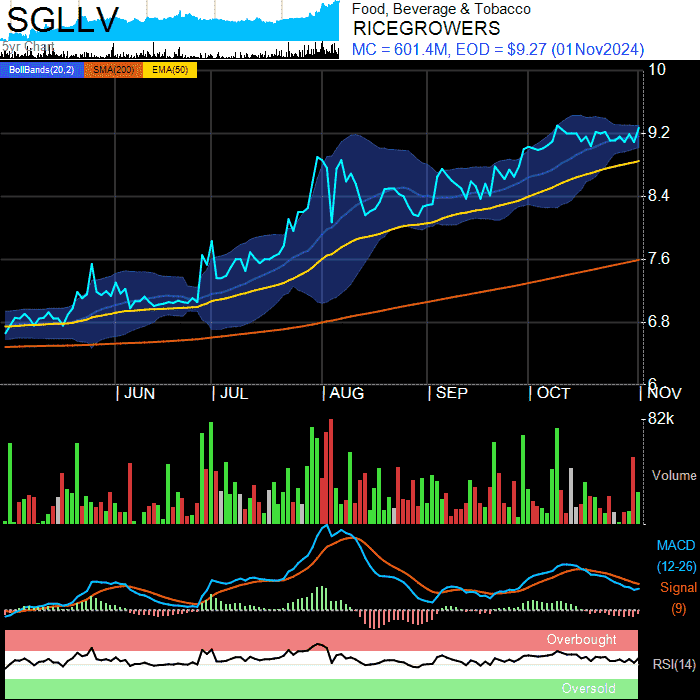 SGLLV
5yr Chart
Food, Beverage & Tobacco
RICEGROWERS
MC = 601.4M, EOD = $9.27 (01Nov2024)
BollBands(20,2) SMA(200) EMA(50)
10
9.2
8.4
7.6
6.8
6
JUN JUL AUG SEP OCT NOV
82k
Volume
MACD
(12-26)
Signal
(9)
Overbought
RSI(14)
Oversold